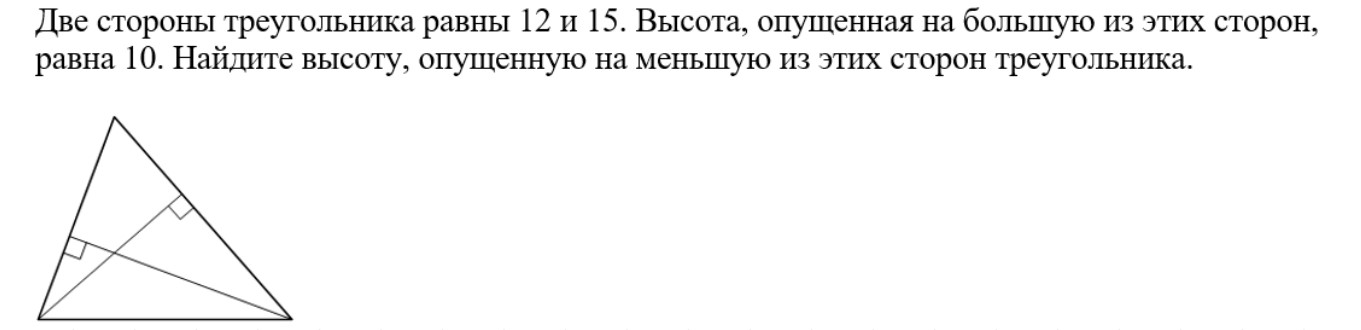 Две стороны треугольника равны 12 и 15. Высота, опущенная на большую из этих сторон,
равна 10. Найдите высоту, опущенную на меньшую из этих сторон треугольника.